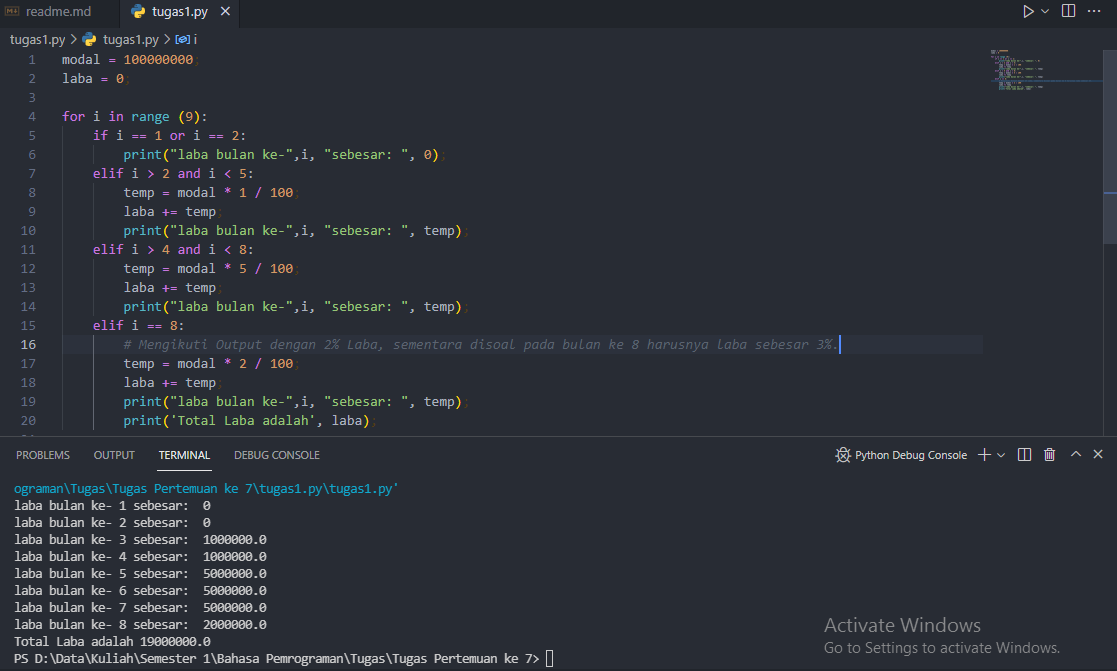 readme.md
tugas1.py
tugas1.py > tugas1.py > i
1 modal = 100000000;
2 laba = 0;
3
4 for i in range (9):
5 if i == 1 or i == 2:
6 print("laba bulan ke-",i, "sebesar: ", 0);
7 elif i > 2 and i < 5:
8 temp = modal * 1 / 100;
9 laba += temp;
10 print("laba bulan ke-",i, "sebesar: ", temp);
11 elif i > 4 and i < 8:
12 temp = modal * 5 / 100;
13 laba += temp;
14 print("laba bulan ke-",i, "sebesar: ", temp);
15 elif i == 8:
16 # Mengikuti Output dengan 2% Laba, sementara disoal pada bulan ke 8 harusnya laba sebesar 3%.
17 temp = modal * 2 / 100;
18 laba += temp;
19 print("laba bulan ke-",i, "sebesar: ", temp);
20 print('Total Laba adalah', laba);
PROBLEMS OUTPUT TERMINAL DEBUG CONSOLE
Python Debug Console
ograman\Tugas\Tugas Pertemuan ke 7\tugas1.py\tugas1.py'
laba bulan ke- 1 sebesar:  0
laba bulan ke- 2 sebesar:  0
laba bulan ke- 3 sebesar:  1000000.0
laba bulan ke- 4 sebesar:  1000000.0
laba bulan ke- 5 sebesar:  5000000.0
laba bulan ke- 6 sebesar:  5000000.0
laba bulan ke- 7 sebesar:  5000000.0
laba bulan ke- 8 sebesar:  2000000.0
Total Laba adalah 19000000.0
PS D:\Data\Kuliah\Semester 1\Bahasa Pemrograman\Tugas\Tugas Pertemuan ke 7>
Activate Windows
Go to Settings to activate Windows.